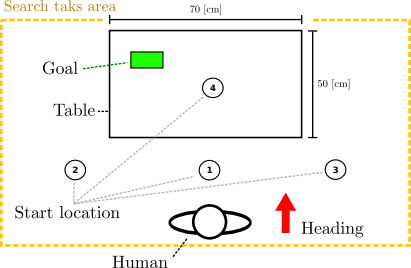 Search taks area
70 [cm]
Goal
50 [cm]
4
Table
2
1
3
Start location
Heading
Human